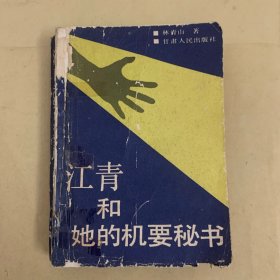 ■ 林青山 著
■ 甘肃人民出版社
江青
和
她的机要秘书